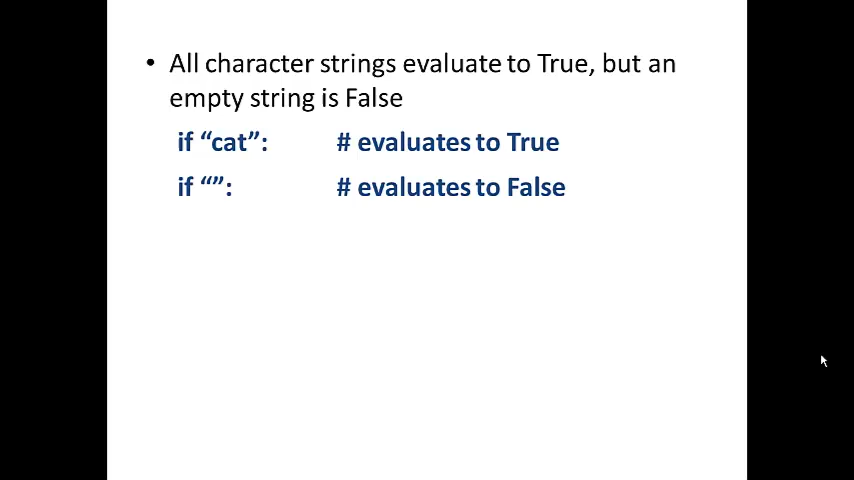 • All character strings evaluate to True, but an
empty string is False
if “cat”: # evaluates to True
if “”: # evaluates to False